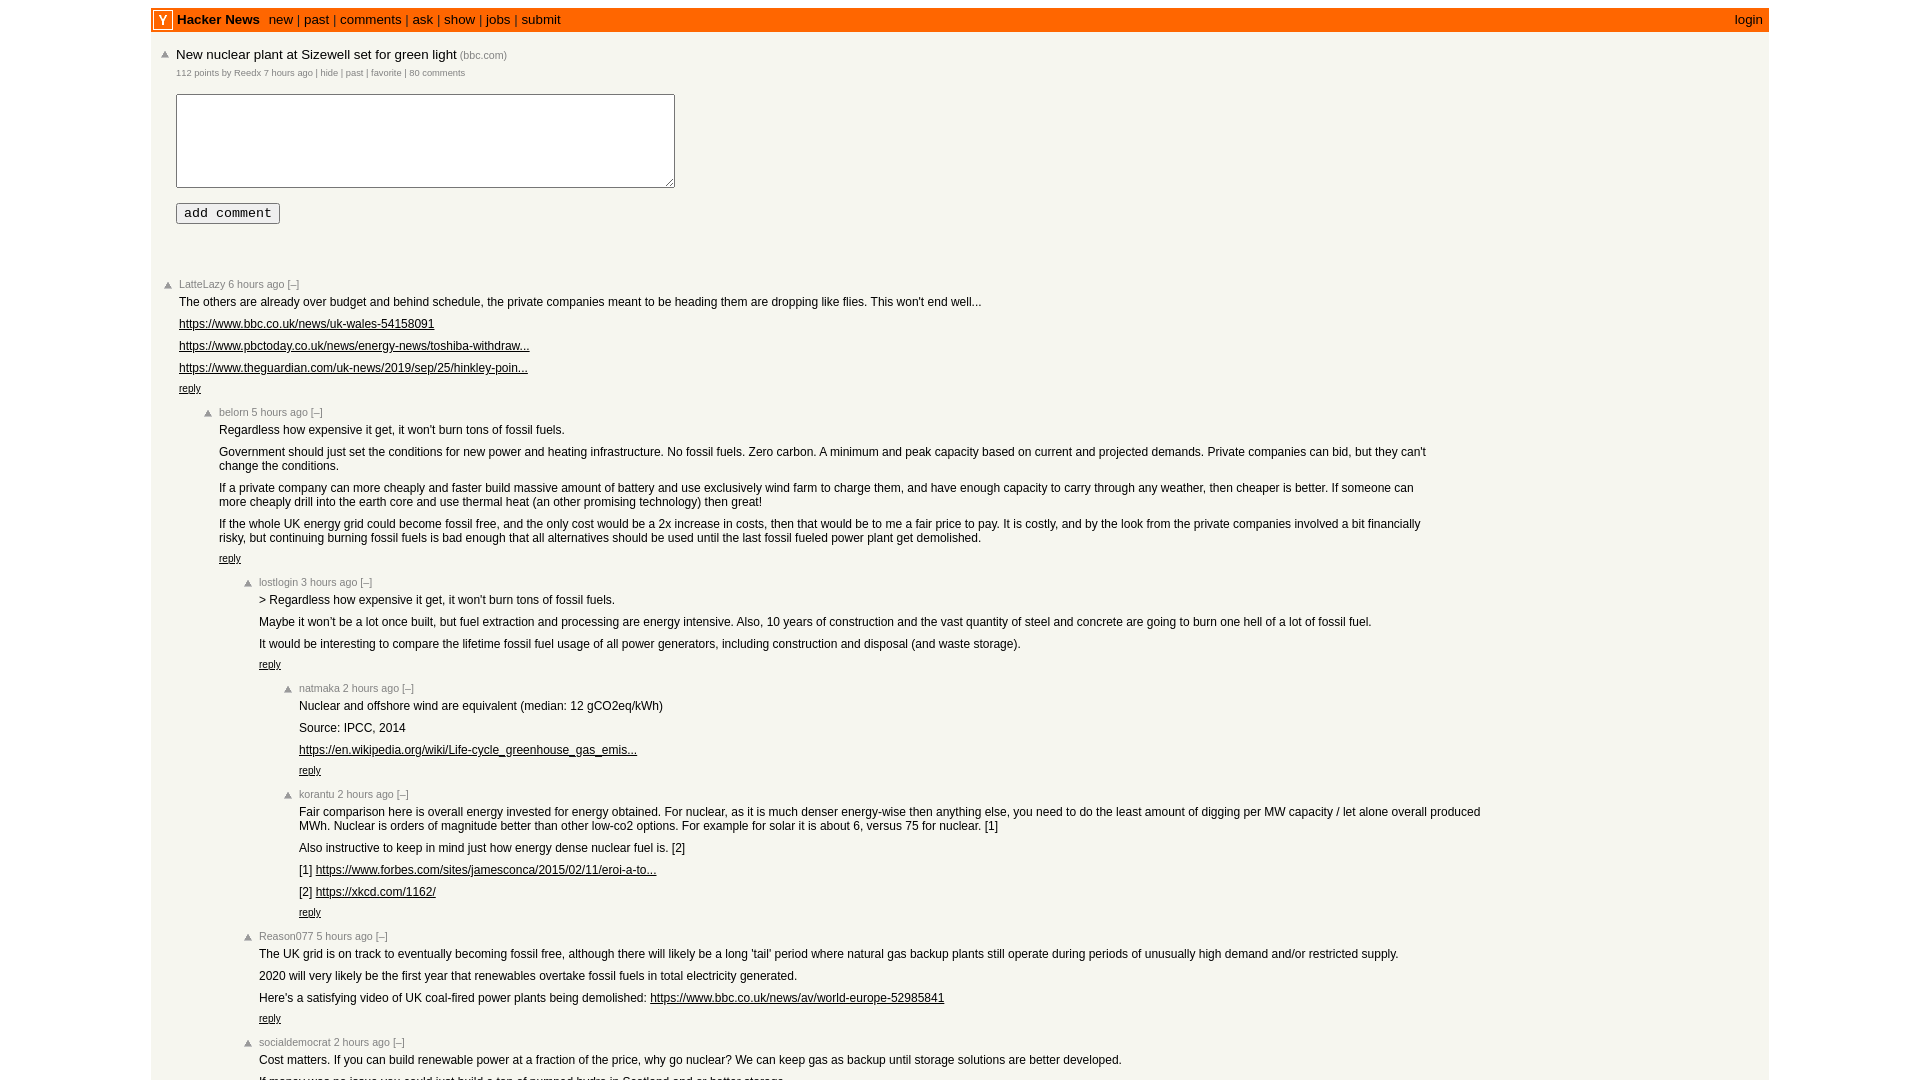 Y Hacker News new | past | comments | ask | show | jobs | submit login
New nuclear plant at Sizewell set for green light (bbc.com)
112 points by Reedx 7 hours ago | hide | past | favorite | 80 comments
add comment
LatteLazy 6 hours ago [–]
The others are already over budget and behind schedule, the private companies meant to be heading them are dropping like flies. This won't end well...
https://www.bbc.co.uk/news/uk-wales-54158091
https://www.pbctoday.co.uk/news/energy-news/toshiba-withdraw...
https://www.theguardian.com/uk-news/2019/sep/25/hinkley-poin...
reply
belorn 5 hours ago [–]
Regardless how expensive it get, it won't burn tons of fossil fuels.
Government should just set the conditions for new power and heating infrastructure. No fossil fuels. Zero carbon. A minimum and peak capacity based on current and projected demands. Private companies can bid, but they can't
change the conditions.
If a private company can more cheaply and faster build massive amount of battery and use exclusively wind farm to charge them, and have enough capacity to carry through any weather, then cheaper is better. If someone can
more cheaply drill into the earth core and use thermal heat (an other promising technology) then great!
If the whole UK energy grid could become fossil free, and the only cost would be a 2x increase in costs, then that would be to me a fair price to pay. It is costly, and by the look from the private companies involved a bit financially
risky, but continuing burning fossil fuels is bad enough that all alternatives should be used until the last fossil fueled power plant get demolished.
reply
lostlogin 3 hours ago [–]
> Regardless how expensive it get, it won't burn tons of fossil fuels.
Maybe it won’t be a lot once built, but fuel extraction and processing are energy intensive. Also, 10 years of construction and the vast quantity of steel and concrete are going to burn one hell of a lot of fossil fuel.
It would be interesting to compare the lifetime fossil fuel usage of all power generators, including construction and disposal (and waste storage).
reply
natmaka 2 hours ago [–]
Nuclear and offshore wind are equivalent (median: 12 gCO2eq/kWh)
Source: IPCC, 2014
https://en.wikipedia.org/wiki/Life-cycle_greenhouse_gas_emis...
reply
korantu 2 hours ago [–]
Fair comparison here is overall energy invested for energy obtained. For nuclear, as it is much denser energy-wise then anything else, you need to do the least amount of digging per MW capacity / let alone overall produced
MWh. Nuclear is orders of magnitude better than other low-co2 options. For example for solar it is about 6, versus 75 for nuclear. [1]
Also instructive to keep in mind just how energy dense nuclear fuel is. [2]
[1] https://www.forbes.com/sites/jamesconca/2015/02/11/eroi-a-to...
[2] https://xkcd.com/1162/
reply
Reason077 5 hours ago [–]
The UK grid is on track to eventually becoming fossil free, although there will likely be a long 'tail' period where natural gas backup plants still operate during periods of unusually high demand and/or restricted supply.
2020 will very likely be the first year that renewables overtake fossil fuels in total electricity generated.
Here's a satisfying video of UK coal-fired power plants being demolished: https://www.bbc.co.uk/news/av/world-europe-52985841
reply
socialdemocrat 2 hours ago [–]
Cost matters. If you can build renewable power at a fraction of the price, why go nuclear? We can keep gas as backup until storage solutions are better developed.